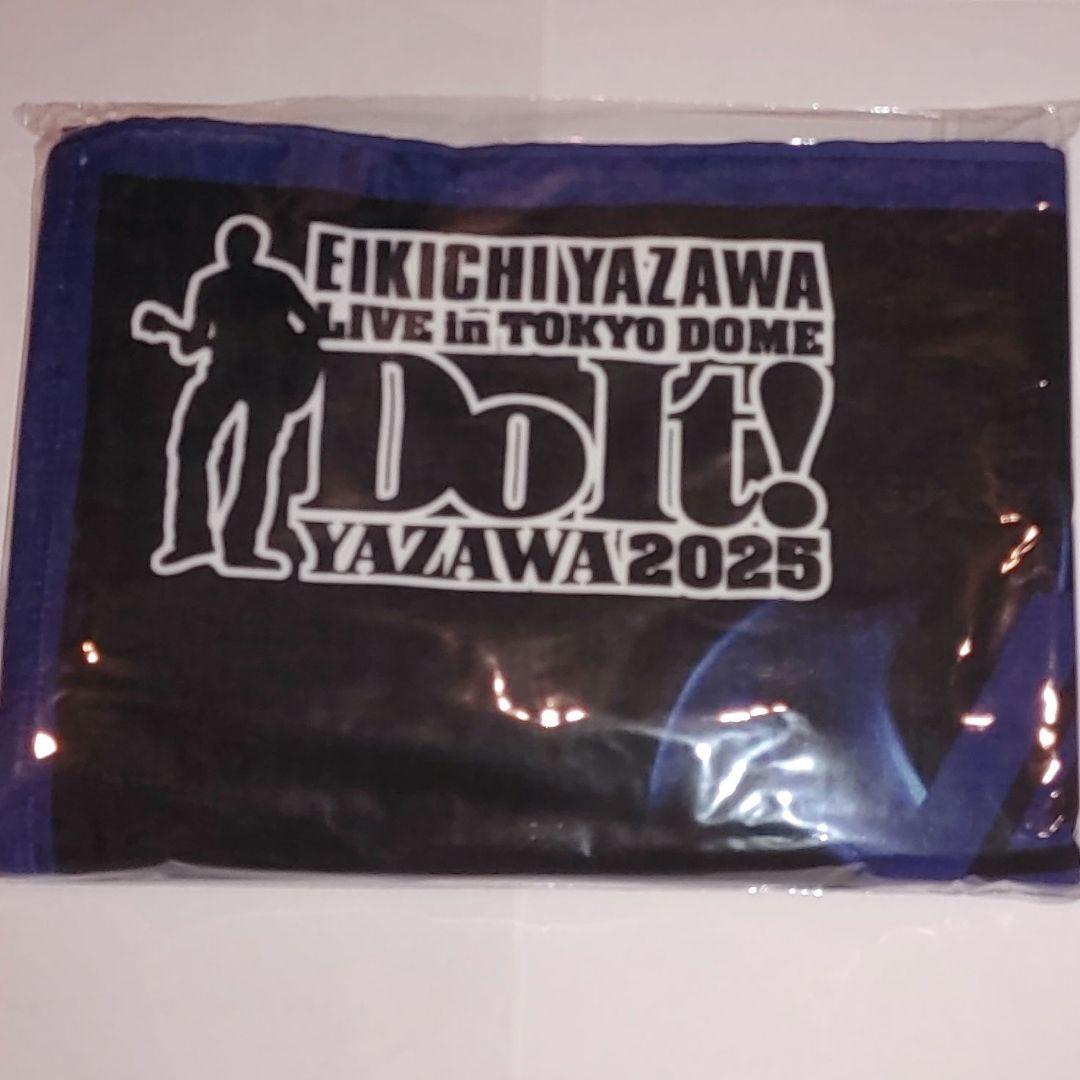 EIKICHI YAZAWA
LIVE in TOKYO DOME
Do It!
YAZAWA 2025